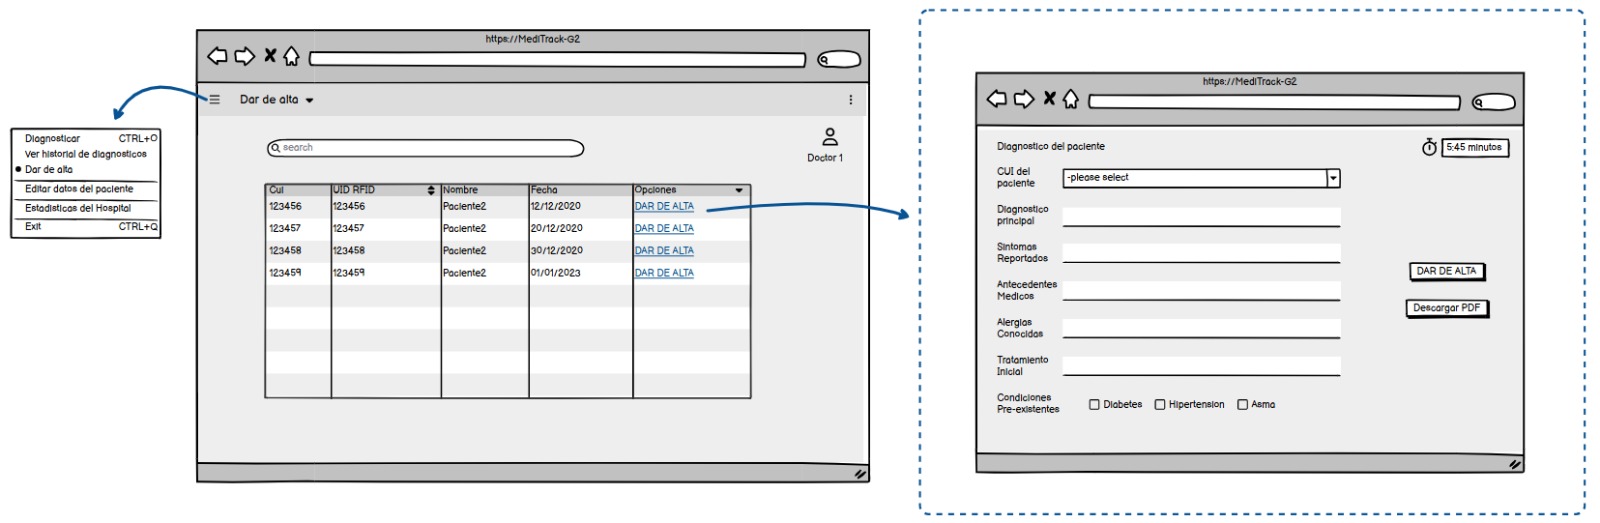 https://MediTrack-G2
Dar de alta
Diagnosticar CTRL+O
Ver historial de diagnosticos
Dar de alta
Editar datos del paciente
Estadisticas del Hospital
Exit CTRL+Q
search
Doctor 1
Cui UID RFID Nombre Fecha Opciones
123456 123456 Paciente2 12/12/2020 DAR DE ALTA
123457 123457 Paciente2 20/12/2020 DAR DE ALTA
123458 123458 Paciente2 30/12/2020 DAR DE ALTA
123459 123459 Paciente2 01/01/2023 DAR DE ALTA
https://MediTrack-G2
Diagnostico del paciente
5:45 minutos
CUI del
paciente
-please select
Diagnostico
principal
Sintomas
Reportados
Antecedentes
Medicos
Alergias
Conocidas
Tratamiento
Inicial
Condiciones
Pre-existentes
Diabetes Hipertension Asma
DAR DE ALTA
Descargar PDF